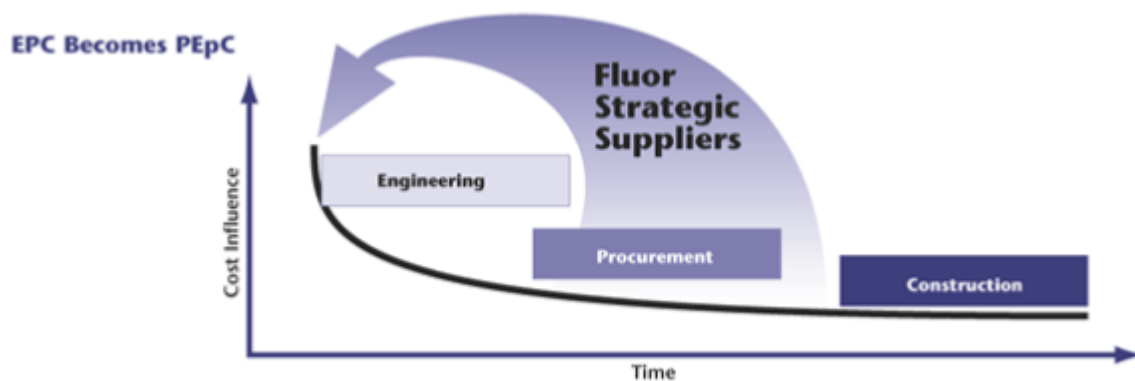 EPC Becomes PEpC
Fluor
Strategic
Suppliers
Engineering
Procurement
Construction
Cost Influence
Time